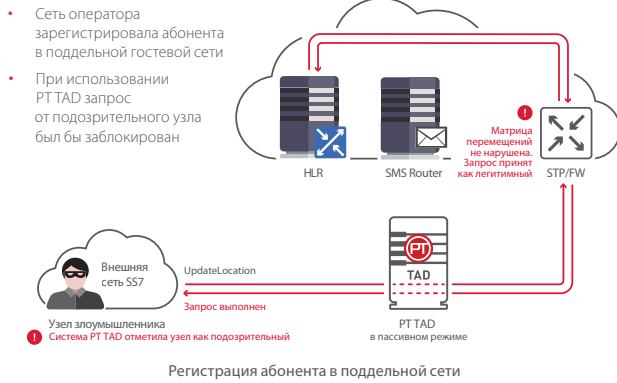 ▪ Сеть оператора
зарегистрировала абонента
в поддельной гостевой сети
▪ При использовании
PT TAD запрос
от подозрительного узла
был бы заблокирован
!
Матрица
перемещений
не нарушена.
Запрос принят
как легитимный
HLR
SMS Router
STP/FW
Внешняя
сеть SS7
UpdateLocation
Запрос выполнен
PT
TAD
Узел злоумышленника
! Система PT TAD отметила узел как подозрительный
PT TAD
в пассивном режиме
Регистрация абонента в поддельной сети